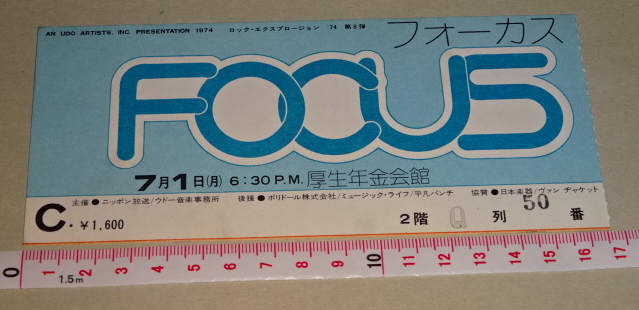 AN UDO ARTISTS, INC. PRESENTATION 1974 ロック・エクスプロージョン '74 第8弾
フォーカス
FOCUS
7月1日(月) 6:30 P.M. 厚生年金会館
主催●ニッポン放送/ウドー音楽事務所 後援●ポリドール株式会社/ミュージック・ライフ/平凡パンチ 協賛●日本楽器/ヴァン ヂャケット
C・¥1,600
2階 Q 列 50 番
0 1 2 3 4 5 6 7 8 9 10 11 12 13 14 15 16 17
1.5m